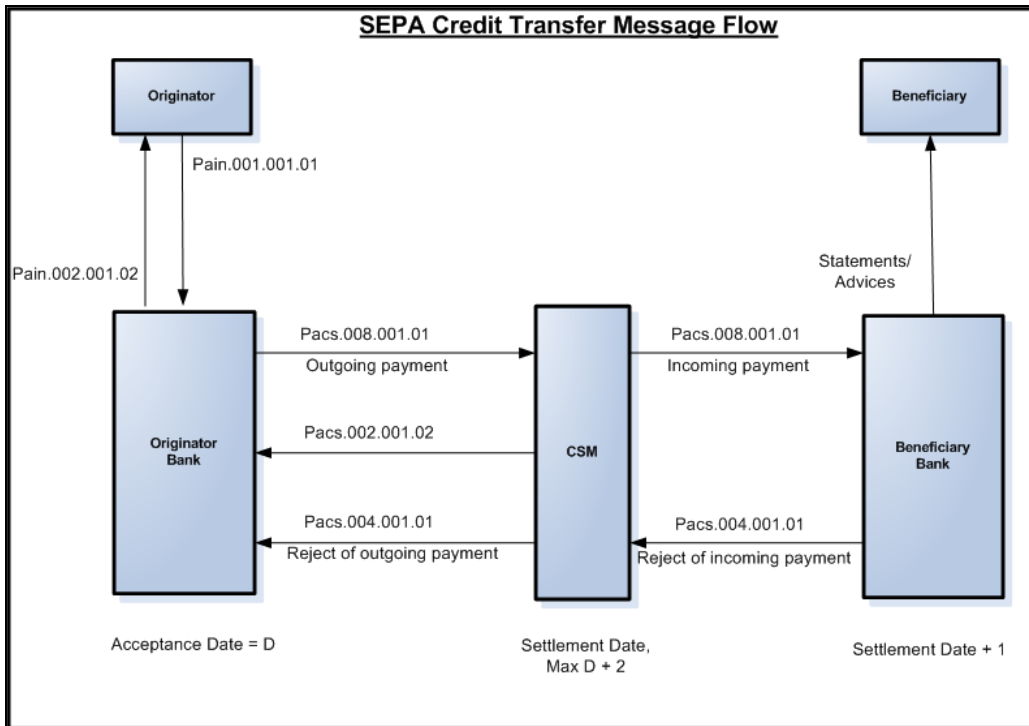 SEPA Credit Transfer Message Flow
Originator
Beneficiary
Pain.001.001.01
Pain.002.001.02
Statements/
Advices
Pacs.008.001.01
Outgoing payment
Pacs.008.001.01
Incoming payment
Originator
Bank
Pacs.002.001.02
CSM
Beneficiary
Bank
Pacs.004.001.01
Reject of outgoing payment
Pacs.004.001.01
Reject of incoming payment
Acceptance Date = D
Settlement Date,
Max D + 2
Settlement Date + 1